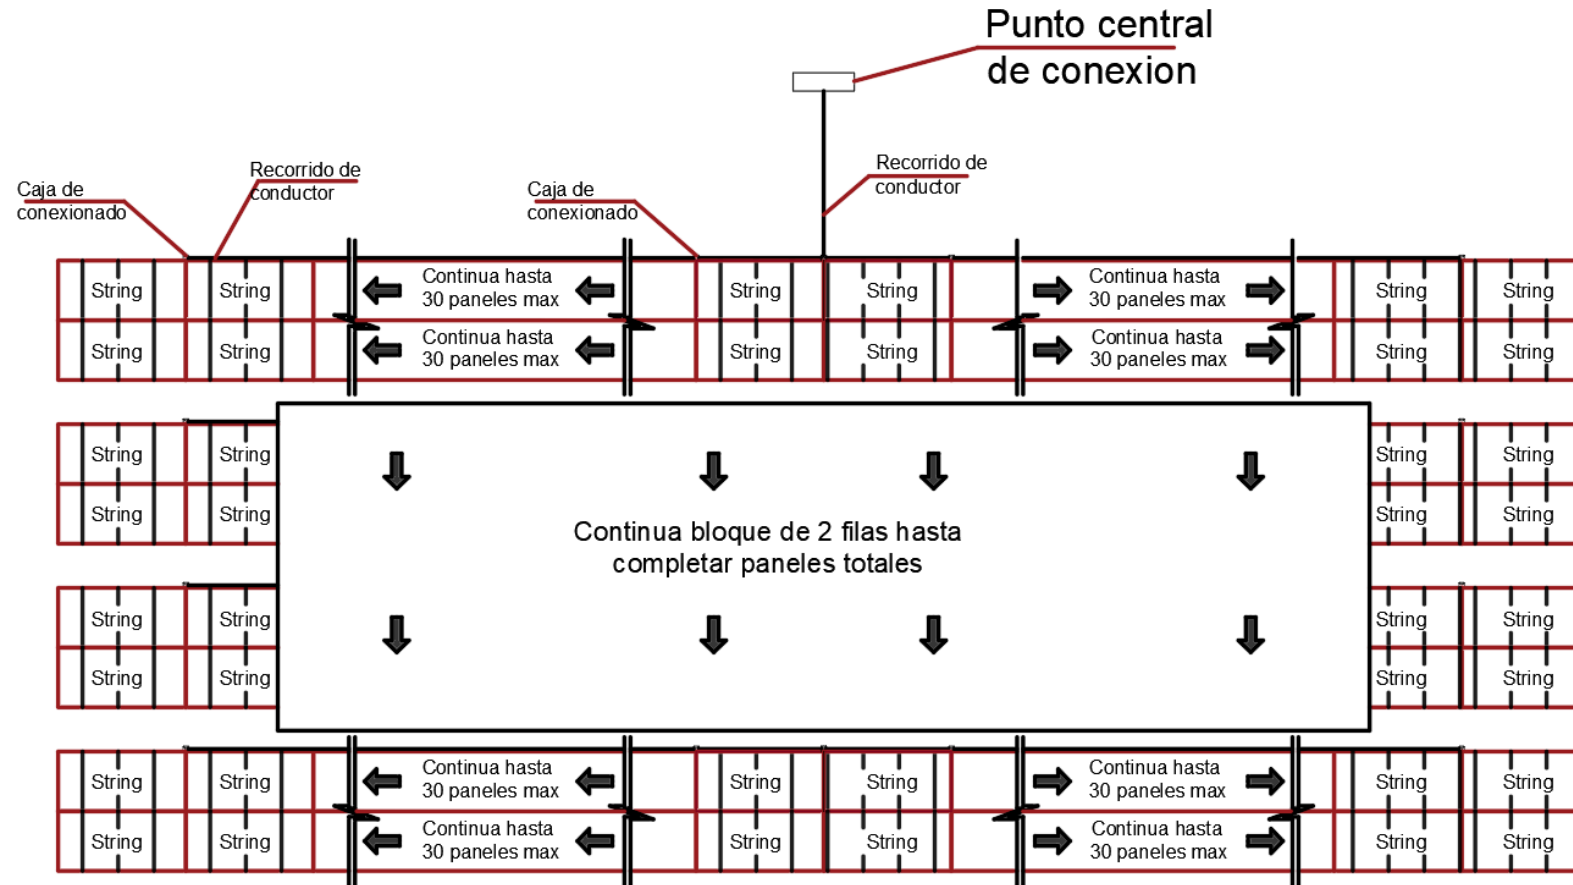 Punto central
de conexion
Recorrido de
conductor
Caja de
conexionado
Caja de
conexionado
Recorrido de
conductor
String
String
Continua hasta
30 paneles max
String
String
Continua hasta
30 paneles max
String
String
String
String
Continua hasta
30 paneles max
String
String
Continua hasta
30 paneles max
String
String
String
String
String
String
String
String
String
String
Continua bloque de 2 filas hasta
completar paneles totales
String
String
String
String
String
String
String
String
String
String
Continua hasta
30 paneles max
String
String
Continua hasta
30 paneles max
String
String
String
String
Continua hasta
30 paneles max
String
String
Continua hasta
30 paneles max
String
String